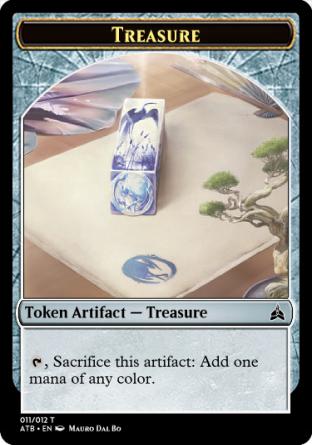 TREASURE
Token Artifact — Treasure
, Sacrifice this artifact: Add one
mana of any color.
011/012 T
ATB • EN MAURO DAL BO